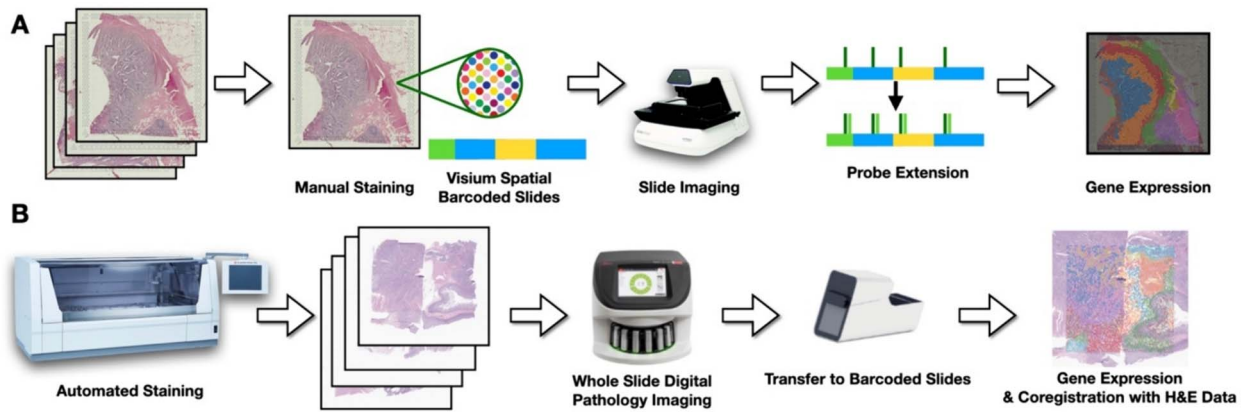 A
Manual Staining
Visium Spatial
Barcoded Slides
Slide Imaging
Probe Extension
Gene Expression
B
Automated Staining
Whole Slide Digital
Pathology Imaging
Transfer to Barcoded Slides
Gene Expression
& Coregistration with H&E Data